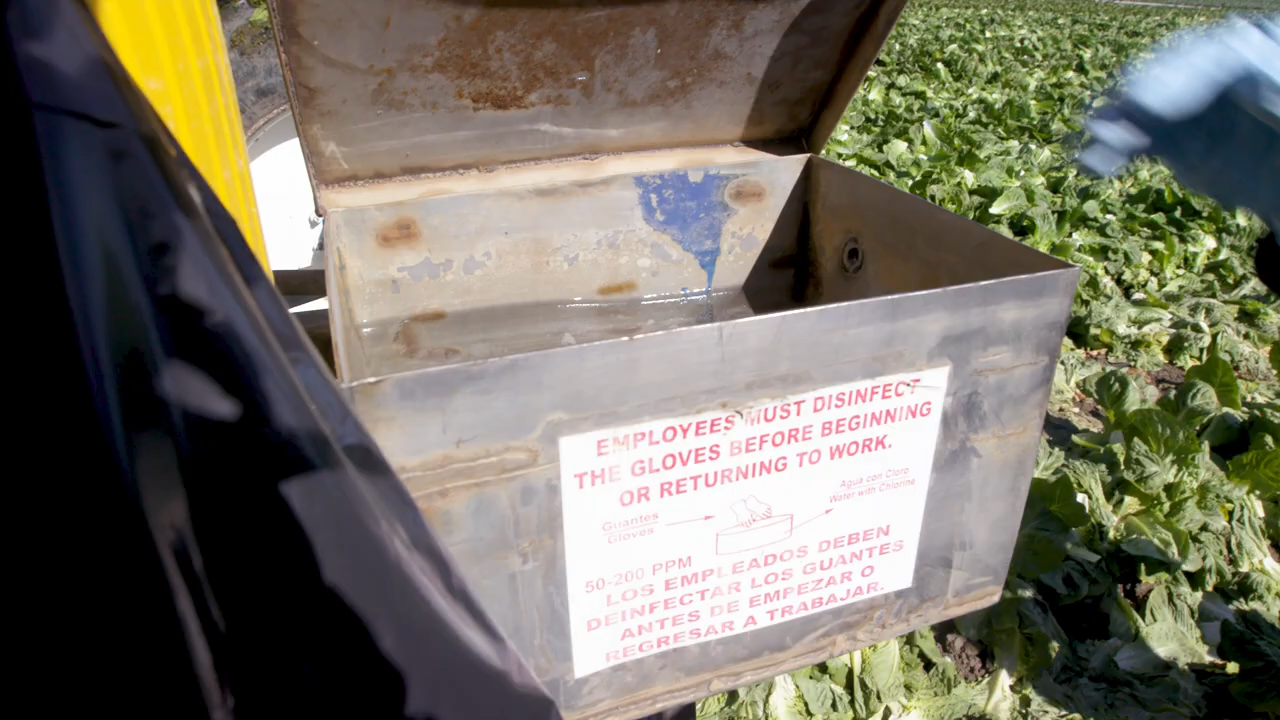 EMPLOYEES MUST DISINFECT
THE GLOVES BEFORE BEGINNING
OR RETURNING TO WORK.
Agua con Cloro
Water with Chlorine
Guantes
Gloves
50-200 PPM
LOS EMPLEADOS DEBEN
DEINFECTAR LOS GUANTES
ANTES DE EMPEZAR O
REGRESAR A TRABAJAR.